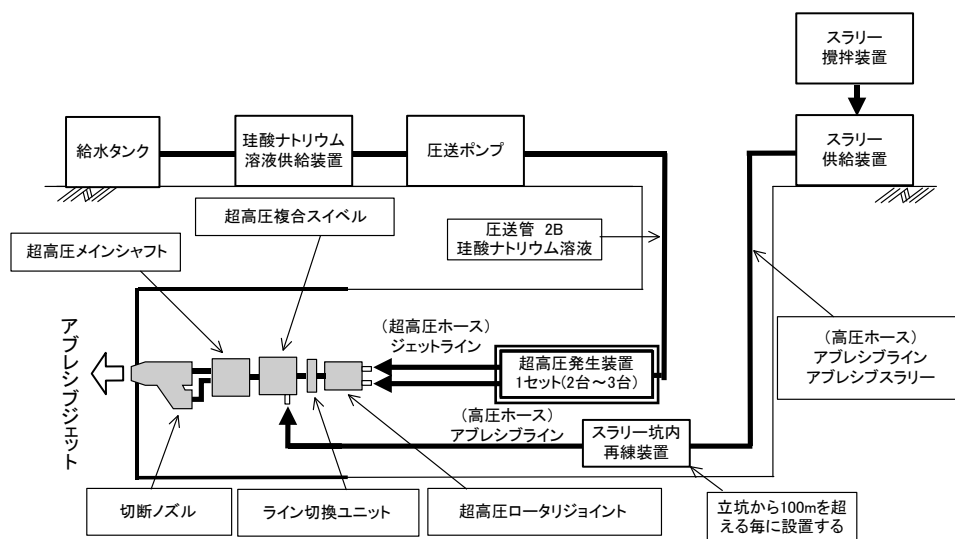 スラリー
攪拌装置
給水タンク
珪酸ナトリウム
溶液供給装置
圧送ポンプ
スラリー
供給装置
超高圧複合スイベル
圧送管 2B
珪酸ナトリウム溶液
超高圧メインシャフト
(超高圧ホース)
ジェットライン
アブレシブジェット
超高圧発生装置
1セット(2台~3台)
(高圧ホース)
アブレシブライン
アブレシブスラリー
(高圧ホース)
アブレシブライン
スラリー坑内
再練装置
切断ノズル
ライン切換ユニット
超高圧ロータリジョイント
立坑から100mを超
える毎に設置する